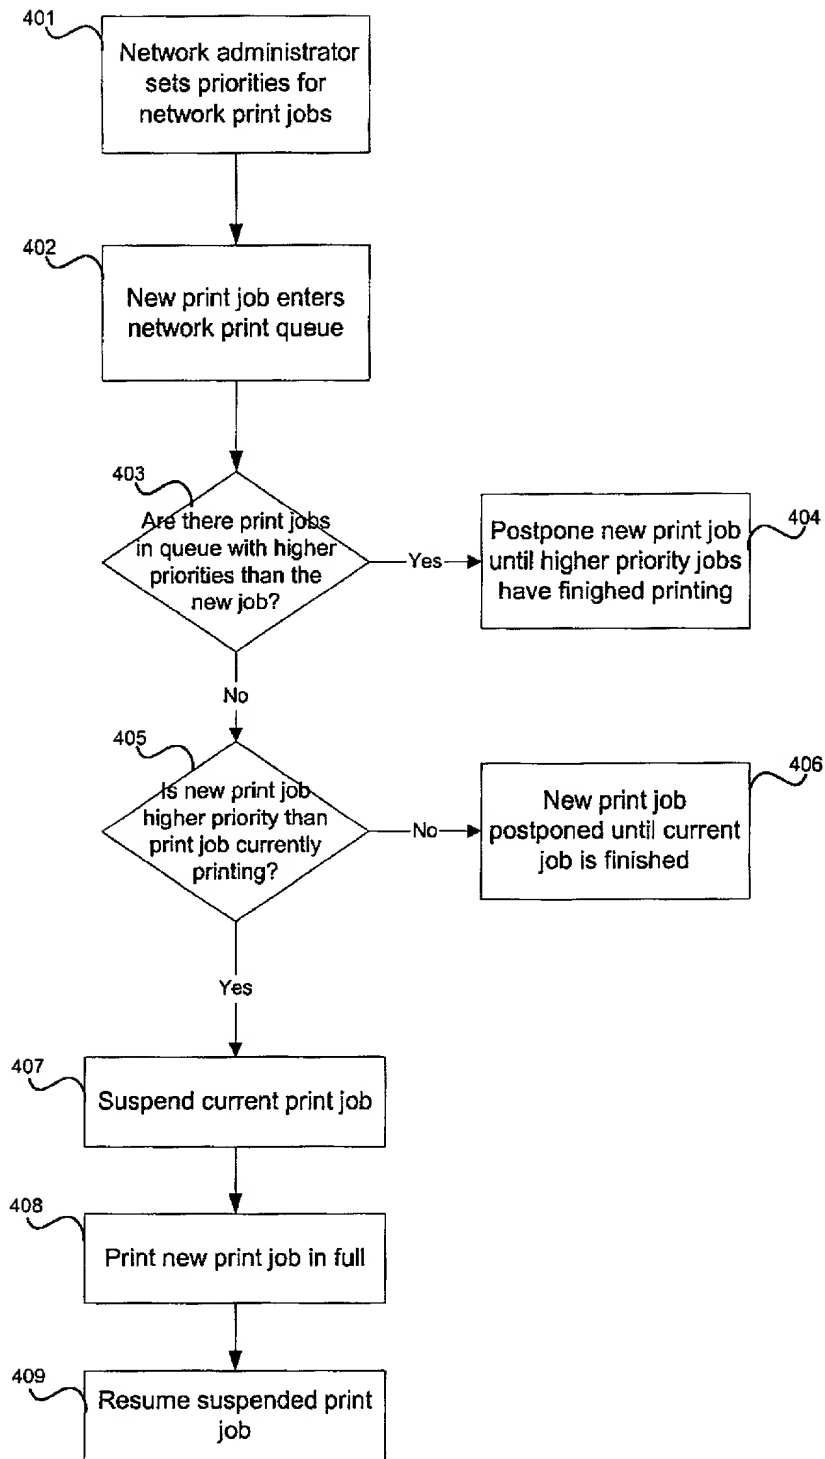 401
Network administrator
sets priorities for
network print jobs
402
New print job enters
network print queue
403
Are there print jobs
in queue with higher
priorities than the
new job?
Yes
Postpone new print job
until higher priority jobs
have finighed printing
404
No
405
Is new print job
higher priority than
print job currently
printing?
No
New print job
postponed until current
job is finished
406
Yes
407
Suspend current print job
408
Print new print job in full
409
Resume suspended print
job